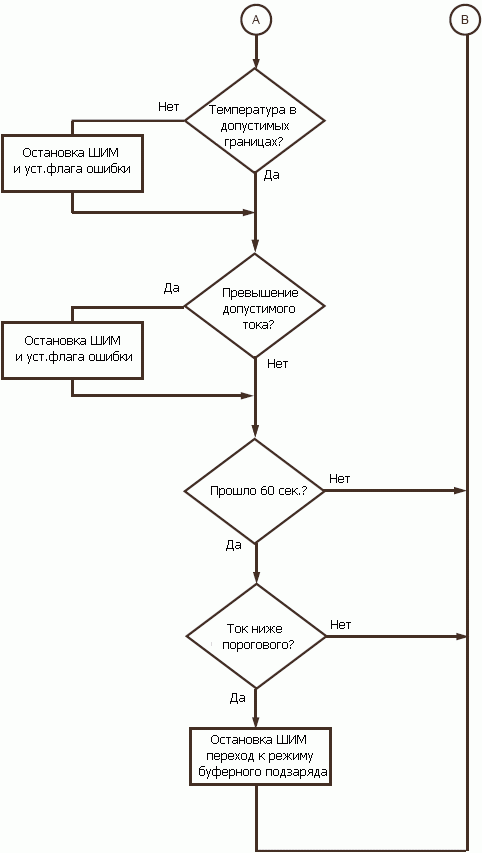 А
В
Температура в
допустимых
границах?
Нет
Остановка ШИМ
и уст.флага ошибки
Да
Превышение
допустимого
тока?
Да
Остановка ШИМ
и уст.флага ошибки
Нет
Прошло 60 сек.?
Нет
Да
Ток ниже
порогового?
Нет
Да
Остановка ШИМ
переход к режиму
буферного подзаряда